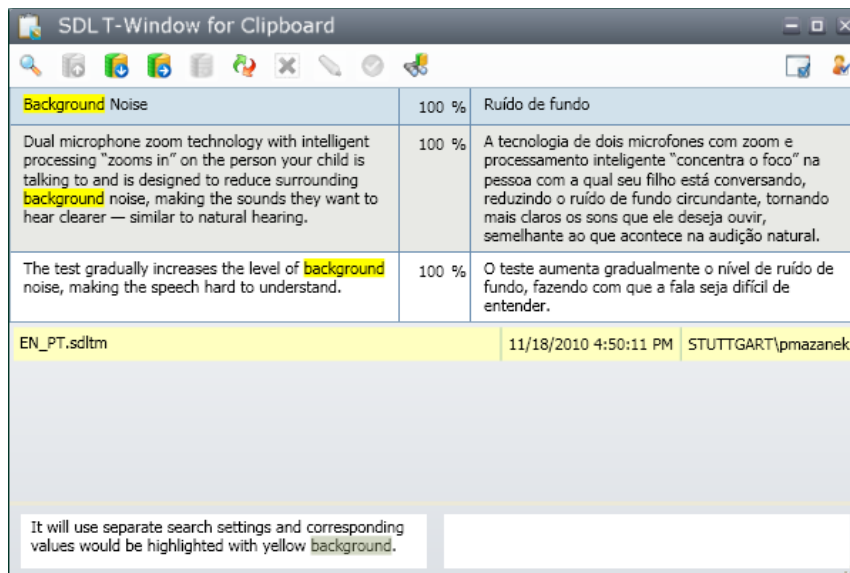 SDL T-Window for Clipboard
Background Noise 100 % Ruído de fundo
Dual microphone zoom technology with intelligent
processing “zooms in” on the person your child is
talking to and is designed to reduce surrounding
background noise, making the sounds they want to
hear clearer — similar to natural hearing.
100 %
A tecnologia de dois microfones com zoom e
processamento inteligente “concentra o foco” na
pessoa com a qual seu filho está conversando,
reduzindo o ruído de fundo circundante, tornando
mais claros os sons que ele deseja ouvir,
semelhante ao que acontece na audição natural.
The test gradually increases the level of background
noise, making the speech hard to understand.
100 %
O teste aumenta gradualmente o nível de ruído de
fundo, fazendo com que a fala seja difícil de
entender.
EN_PT.sdltm 11/18/2010 4:50:11 PM STUTTGART\pmazanek
It will use separate search settings and corresponding
values would be highlighted with yellow background.